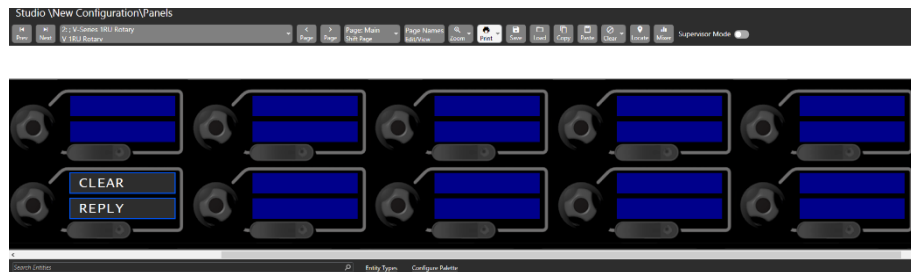 Studio \New Configuration\Panels
Prev Next 2: ; V-Series 1RU Rotary Page Page Page: Main Page Names Zoom Print Save Load Copy Paste Clear Locate Mixer Supervisor Mode
V 1RU Rotary Shift Page Edit/View
CLEAR
REPLY
Search Entities Entity Types Configure Palette